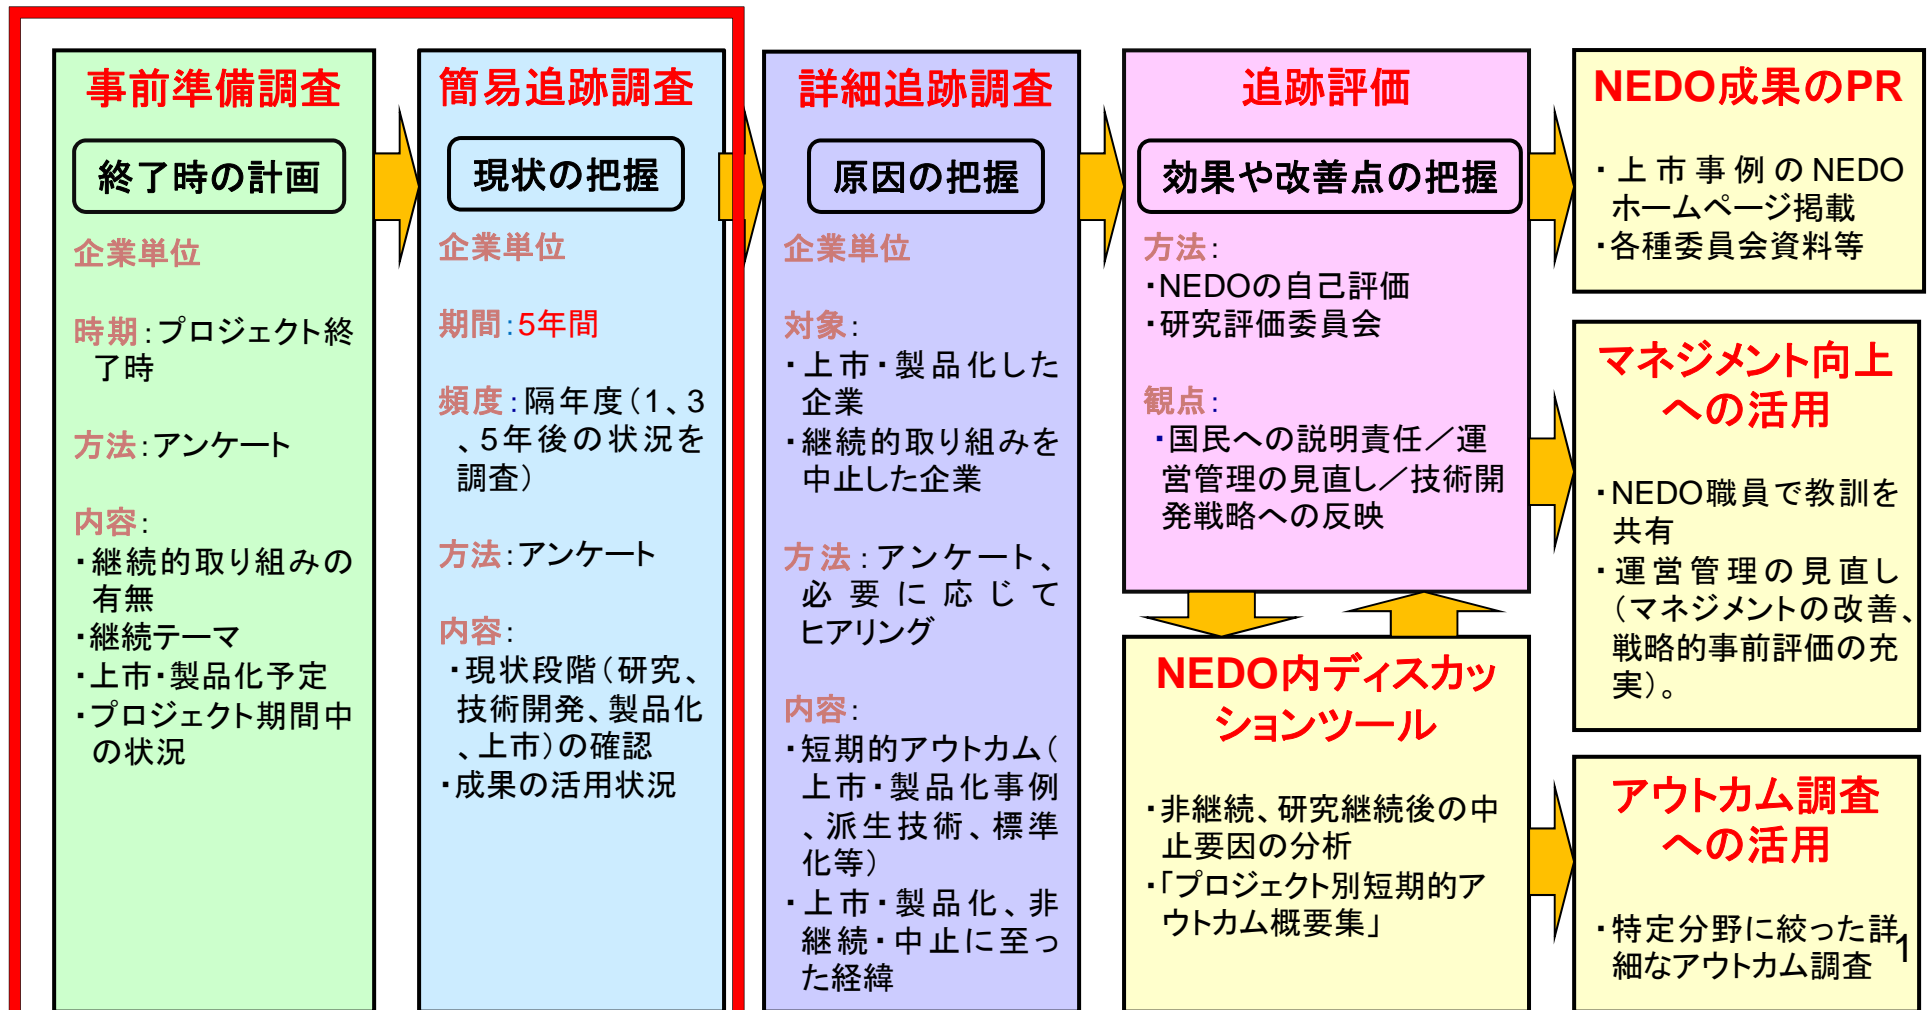 事前準備調査
終了時の計画
企業単位
時期：プロジェクト終
了時
方法：アンケート
内容：
・継続的取り組みの
有無
・継続テーマ
・上市・製品化予定
・プロジェクト期間中
の状況
簡易追跡調査
現状の把握
企業単位
期間：5年間
頻度：隔年度（1、3
、5年後の状況を
調査）
方法：アンケート
内容：
・現状段階（研究、
技術開発、製品化
、上市）の確認
・成果の活用状況
詳細追跡調査
原因の把握
企業単位
対象：
・上市・製品化した
企業
・継続的取り組みを
中止した企業
方法：アンケート、
必要に応じて
ヒアリング
内容：
・短期的アウトカム（
上市・製品化事例
、派生技術、標準
化等）
・上市・製品化、非
継続・中止に至っ
た経緯
追跡評価
効果や改善点の把握
方法：
・NEDOの自己評価
・研究評価委員会
観点：
・国民への説明責任／運
営管理の見直し／技術開
発戦略への反映
NEDO内ディスカッ
ションツール
・非継続、研究継続後の中
止要因の分析
・「プロジェクト別短期的ア
ウトカム概要集」
NEDO成果のPR
・上市事例のNEDO
ホームページ掲載
・各種委員会資料等
マネジメント向上
への活用
・NEDO職員で教訓を
共有
・運営管理の見直し
（マネジメントの改善、
戦略的事前評価の充
実）。
アウトカム調査
への活用
・特定分野に絞った詳
細なアウトカム調査
1